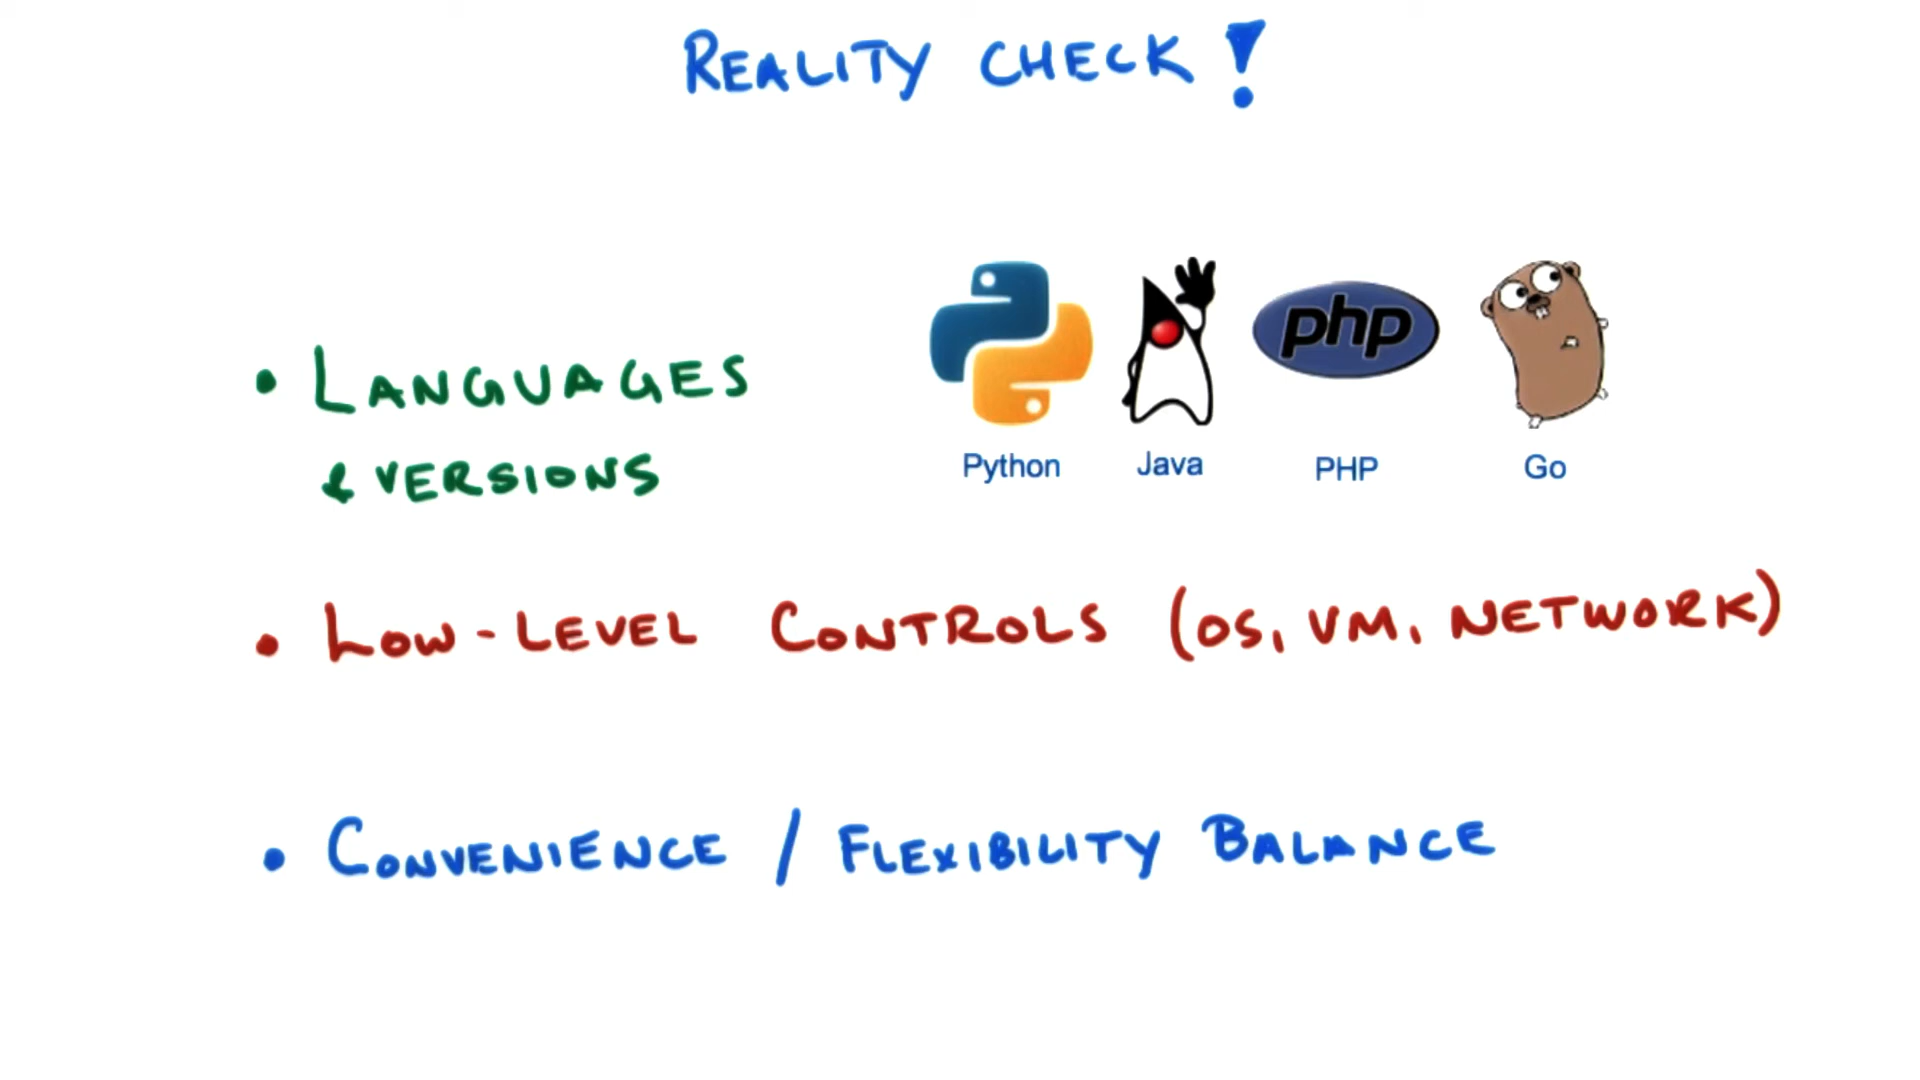 REALITY CHECK!
php
• LANGUAGES
& VERSIONS
Python Java PHP Go
• LOW-LEVEL CONTROLS (OS, VM, NETWORK)
• CONVENIENCE / FLEXIBILITY BALANCE